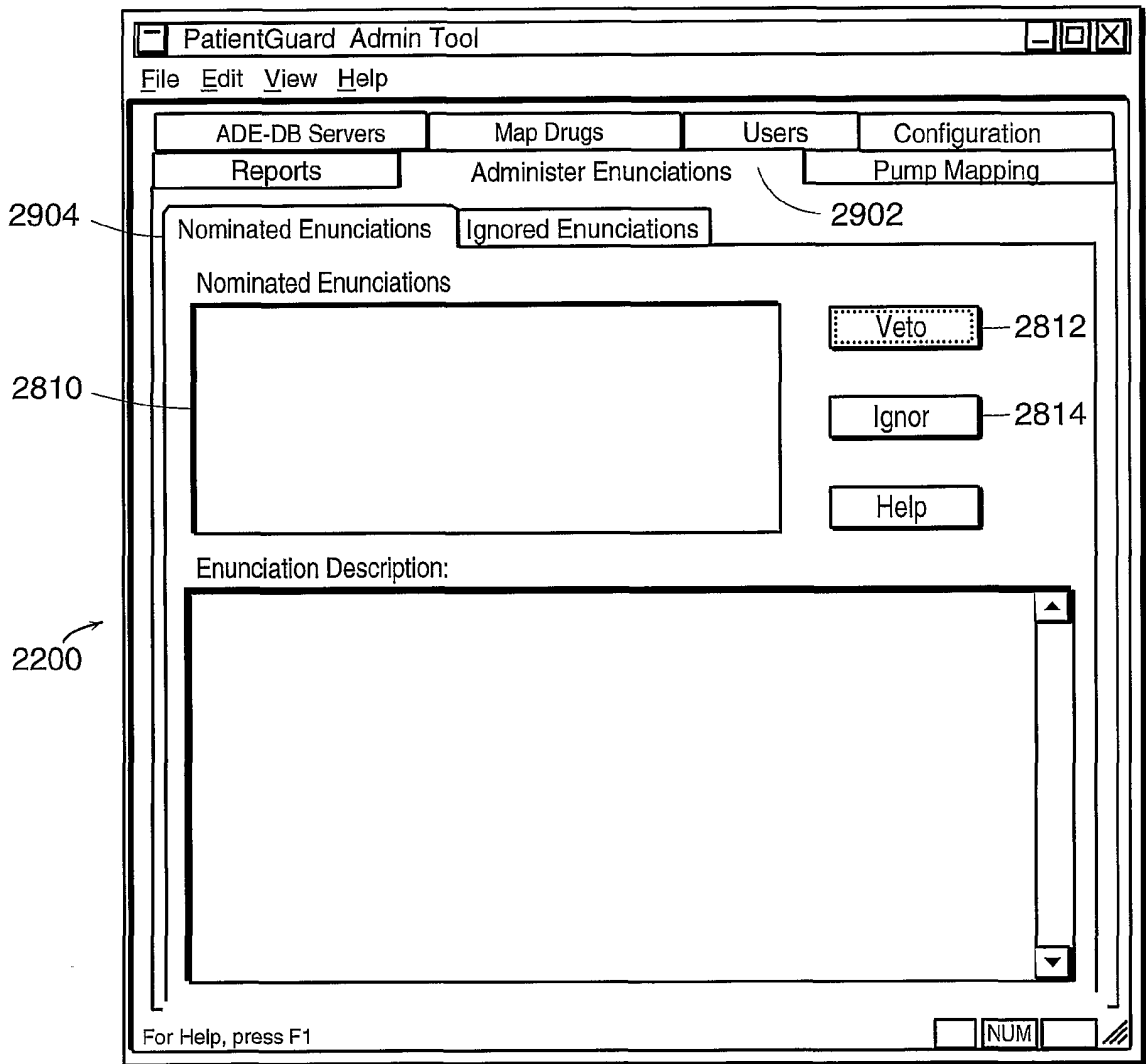 PatientGuard Admin Tool
File Edit View Help
ADE-DB Servers Map Drugs Users Configuration
Reports Administer Enunciations Pump Mapping
2904 2902
Nominated Enunciations Ignored Enunciations
Nominated Enunciations
Veto 2812
2810
Ignor 2814
Help
Enunciation Description:
2200
For Help, press F1 NUM